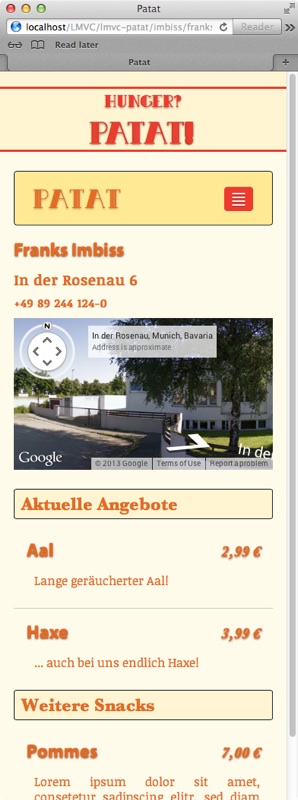 Patat
localhost/LMVC/lmvc-patat/imbiss/franks
Reader
Read later
Patat
HUNGER?
PATAT!
PATAT
Franks Imbiss
In der Rosenau 6
+49 89 244 124-0
N
In der Rosenau, Munich, Bavaria
Address is approximate
In de
Google
© 2013 Google
Terms of Use
Report a problem
Aktuelle Angebote
Aal
2,99 €
Lange geräucherter Aal!
Haxe
3,99 €
... auch bei uns endlich Haxe!
Weitere Snacks
Pommes
7,00 €
Lorem ipsum dolor sit amet,
consetetur sadipscing elitr, sed diam